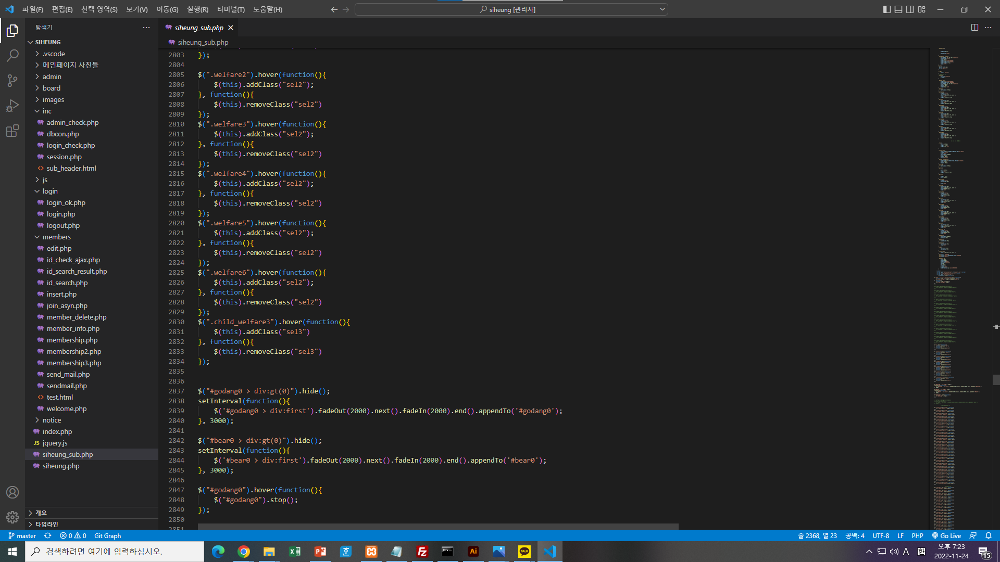 파일(F) 편집(E) 선택 영역(S) 보기(V) 이동(G) 실행(R) 터미널(T) 도움말(H) siheung [관리자]
탐색기
siheung_sub.php
siheung_sub.php
SIHEUNG
.vscode
메인페이지 사진들
admin
board
images
inc
admin_check.php
dbcon.php
login_check.php
session.php
sub_header.html
js
login
login_ok.php
login.php
logout.php
members
edit.php
id_check_ajax.php
id_search_result.php
id_search.php
insert.php
join_asyn.php
member_delete.php
member_info.php
membership.php
membership2.php
membership3.php
send_mail.php
sendmail.php
test.html
welcome.php
notice
index.php
JS jquery.js
siheung_sub.php
siheung.php
개요
타임라인
2803 });
2804
2805 $(".welfare2").hover(function(){
2806 $(this).addClass("sel2");
2807 }, function(){
2808 $(this).removeClass("sel2")
2809 });
2810 $(".welfare3").hover(function(){
2811 $(this).addClass("sel2");
2812 }, function(){
2813 $(this).removeClass("sel2")
2814 });
2815 $(".welfare4").hover(function(){
2816 $(this).addClass("sel2");
2817 }, function(){
2818 $(this).removeClass("sel2")
2819 });
2820 $(".welfare5").hover(function(){
2821 $(this).addClass("sel2");
2822 }, function(){
2823 $(this).removeClass("sel2")
2824 });
2825 $(".welfare6").hover(function(){
2826 $(this).addClass("sel2");
2827 }, function(){
2828 $(this).removeClass("sel2")
2829 });
2830 $(".child_welfare3").hover(function(){
2831 $(this).addClass("sel3")
2832 }, function(){
2833 $(this).removeClass("sel3")
2834 });
2835
2836
2837 $("#godang0 > div:gt(0)").hide();
2838 setInterval(function(){
2839 $('#godang0 > div:first').fadeOut(2000).next().fadeIn(2000).end().appendTo('#godang0');
2840 }, 3000);
2841
2842 $("#bear0 > div:gt(0)").hide();
2843 setInterval(function(){
2844 $('#bear0 > div:first').fadeOut(2000).next().fadeIn(2000).end().appendTo('#bear0');
2845 }, 3000);
2846
2847 $("#godang0").hover(function(){
2848 $("#godang0").stop();
2849 });
2850
2851
master 0 0 Git Graph 줄 2368, 열 23 공백: 4 UTF-8 LF PHP Go Live
검색하려면 여기에 입력하십시오. A 오후 7:23
2022-11-24 15